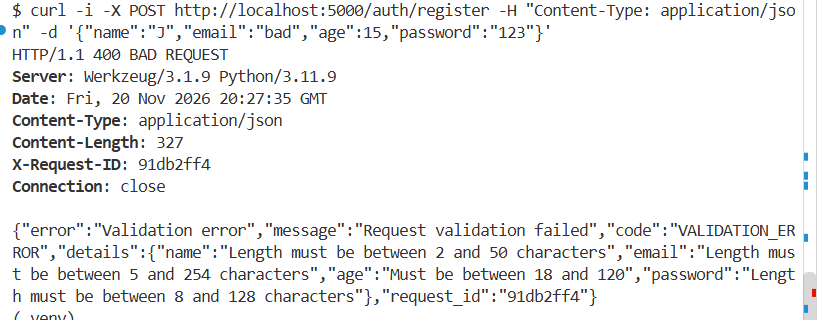 $ curl -i -X POST http://localhost:5000/auth/register -H "Content-Type: application/jso
n" -d '{"name":"J","email":"bad","age":15,"password":"123"}'
HTTP/1.1 400 BAD REQUEST
Server: Werkzeug/3.1.9 Python/3.11.9
Date: Fri, 20 Nov 2026 20:27:35 GMT
Content-Type: application/json
Content-Length: 327
X-Request-ID: 91db2ff4
Connection: close

{"error":"Validation error","message":"Request validation failed","code":"VALIDATION_ER
ROR","details":{"name":"Length must be between 2 and 50 characters","email":"Length mus
t be between 5 and 254 characters","age":"Must be between 18 and 120","password":"Lengt
h must be between 8 and 128 characters"},"request_id":"91db2ff4"}
(.venv)